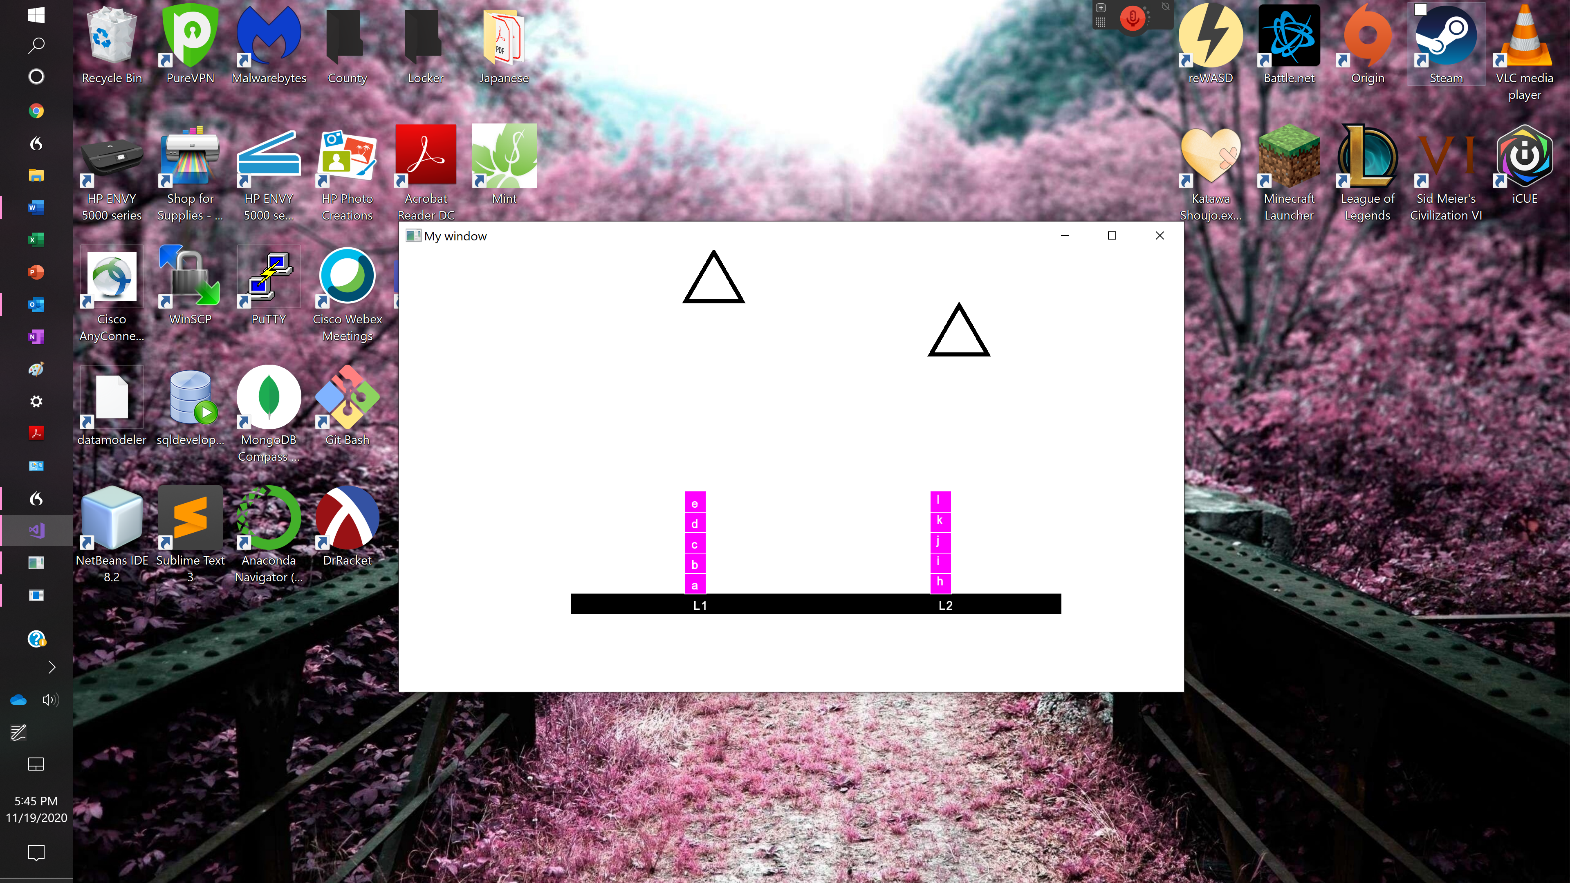 Recycle Bin
PureVPN
Malwarebytes
County
Locker
Japanese
reWASD
Battle.net
Origin
Steam
VLC media
player
HP ENVY
5000 series
Shop for
Supplies - ...
HP ENVY
5000 se...
HP Photo
Creations
Acrobat
Reader DC
Mint
Katawa
Shoujo.ex...
Minecraft
Launcher
League of
Legends
VI
Sid Meier's
Civilization VI
iCUE
My window
Cisco
AnyConne...
WinSCP
PuTTY
Cisco Webex
Meetings
datamodeler
sqldevelop...
MongoDB
Compass ...
Git Bash
NetBeans IDE
8.2
Sublime Text
3
Anaconda
Navigator (...
DrRacket
e
d
c
b
a
L1
l
k
j
i
h
L2
5:45 PM
11/19/2020